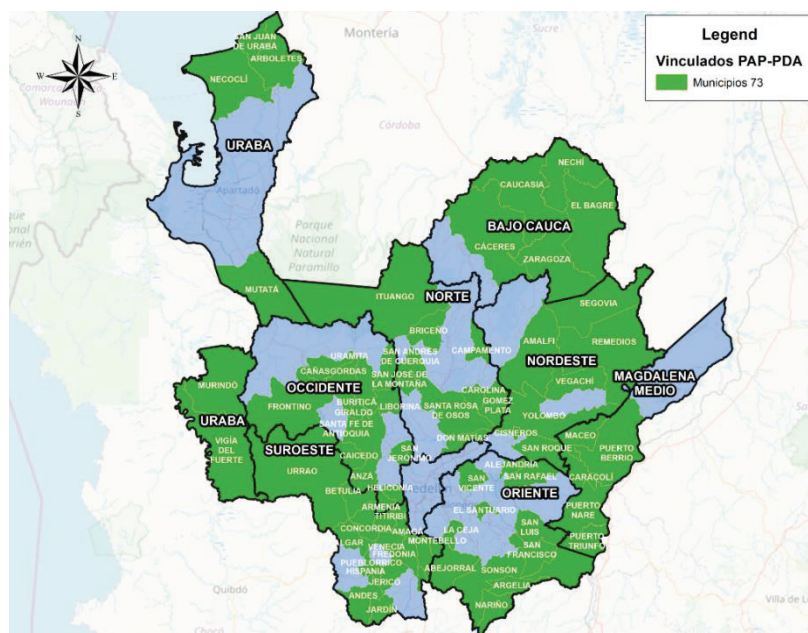 Legend
Vinculados PAP-PDA
Municipios 73
N
W
E
S
Montería
Sucre
SAN JUAN
DE URABÁ
ARBOLETES
NECOCLÍ
Córdoba
URABA
Apartadó
Parque
Nacional
Natural
Paramillo
NECHÍ
CAUCASIA
EL BAGRE
BAJO CAUCA
CÁCERES
ZARAGOZA
MUTATÁ
ITUANGO
NORTE
SEGOVIA
BRICEÑO
AMALFI
REMEDIOS
URAMITA
SAN ANDRES
DE CUERQUIA
CAMPAMENTO
NORDESTE
CAÑASGORDAS
SAN JOSÉ DE
LA MONTAÑA
MAGDALENA
MEDIO
MURINDÓ
OCCIDENTE
VEGACHÍ
CAROLINA
GOMEZ
PLATA
FRONTINO
BURITICÁ
GIRALDO
LIBORINA
SANTA ROSA
DE OSOS
YOLOMBÓ
URABA
SANTA FE DE
ANTIOQUIA
VIGÍA
DEL
FUERTE
SUROESTE
DON MATÍAS
CISNEROS
MACEO
SAN ROQUE
PUERTO
BERRIO
URRAO
CAICEDO
SAN
JERÓNIMO
ALEJANDRÍA
ANZÁ
HELICONIA
SAN
VICENTE
SAN RAFAEL
CARACOLÍ
BETULIA
ORIENTE
ARMENIA
TITIRIBÍ
EL SANTUARIO
PUERTO
NARE
CONCORDIA
AMAGÁ
LA CEJA
SAN
LUIS
MONTEBELLO
PUERTO
TRIUNFO
VENECIA
FREDONIA
SAN
FRANCISCO
PUEBLORRICO
HISPANIA
ABEJORRAL
SONSÓN
JERICÓ
ARGELIA
ANDES
JARDÍN
NARIÑO
Quibdó